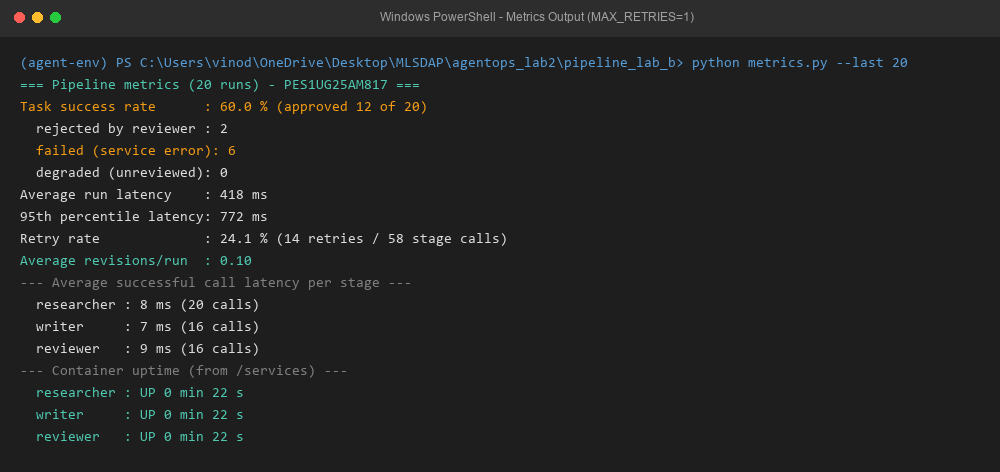 Windows PowerShell - Metrics Output (MAX_RETRIES=1)
(agent-env) PS C:\Users\vinod\OneDrive\Desktop\MLSDAP\agentops_lab2\pipeline_lab_b> python metrics.py --last 20
=== Pipeline metrics (20 runs) - PES1UG25AM817 ===
Task success rate      : 60.0 % (approved 12 of 20)
  rejected by reviewer : 2
  failed (service error): 6
  degraded (unreviewed): 0
Average run latency    : 418 ms
95th percentile latency: 772 ms
Retry rate             : 24.1 % (14 retries / 58 stage calls)
Average revisions/run  : 0.10
--- Average successful call latency per stage ---
  researcher : 8 ms (20 calls)
  writer     : 7 ms (16 calls)
  reviewer   : 9 ms (16 calls)
--- Container uptime (from /services) ---
  researcher : UP 0 min 22 s
  writer     : UP 0 min 22 s
  reviewer   : UP 0 min 22 s